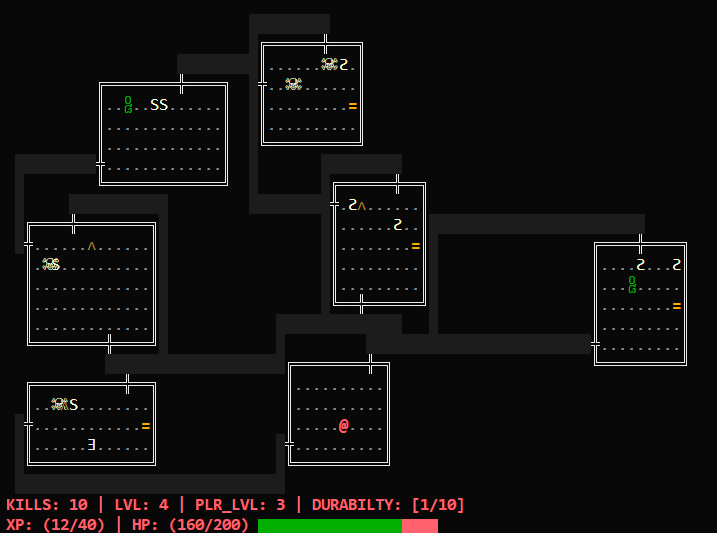 KILLS: 10 | LVL: 4 | PLR_LVL: 3 | DURABILTY: [1/10]
XP: (12/40) | HP: (160/200)